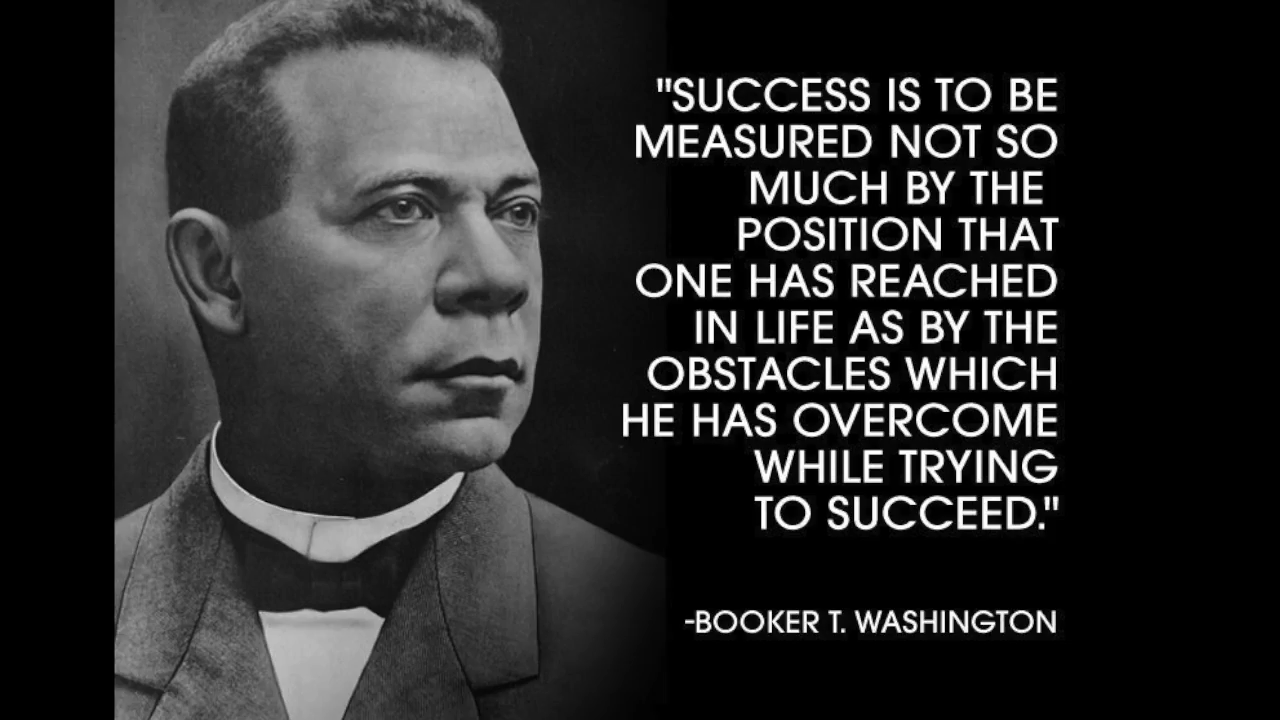 "SUCCESS IS TO BE
MEASURED NOT SO
MUCH BY THE
POSITION THAT
ONE HAS REACHED
IN LIFE AS BY THE
OBSTACLES WHICH
HE HAS OVERCOME
WHILE TRYING
TO SUCCEED."
-BOOKER T. WASHINGTON